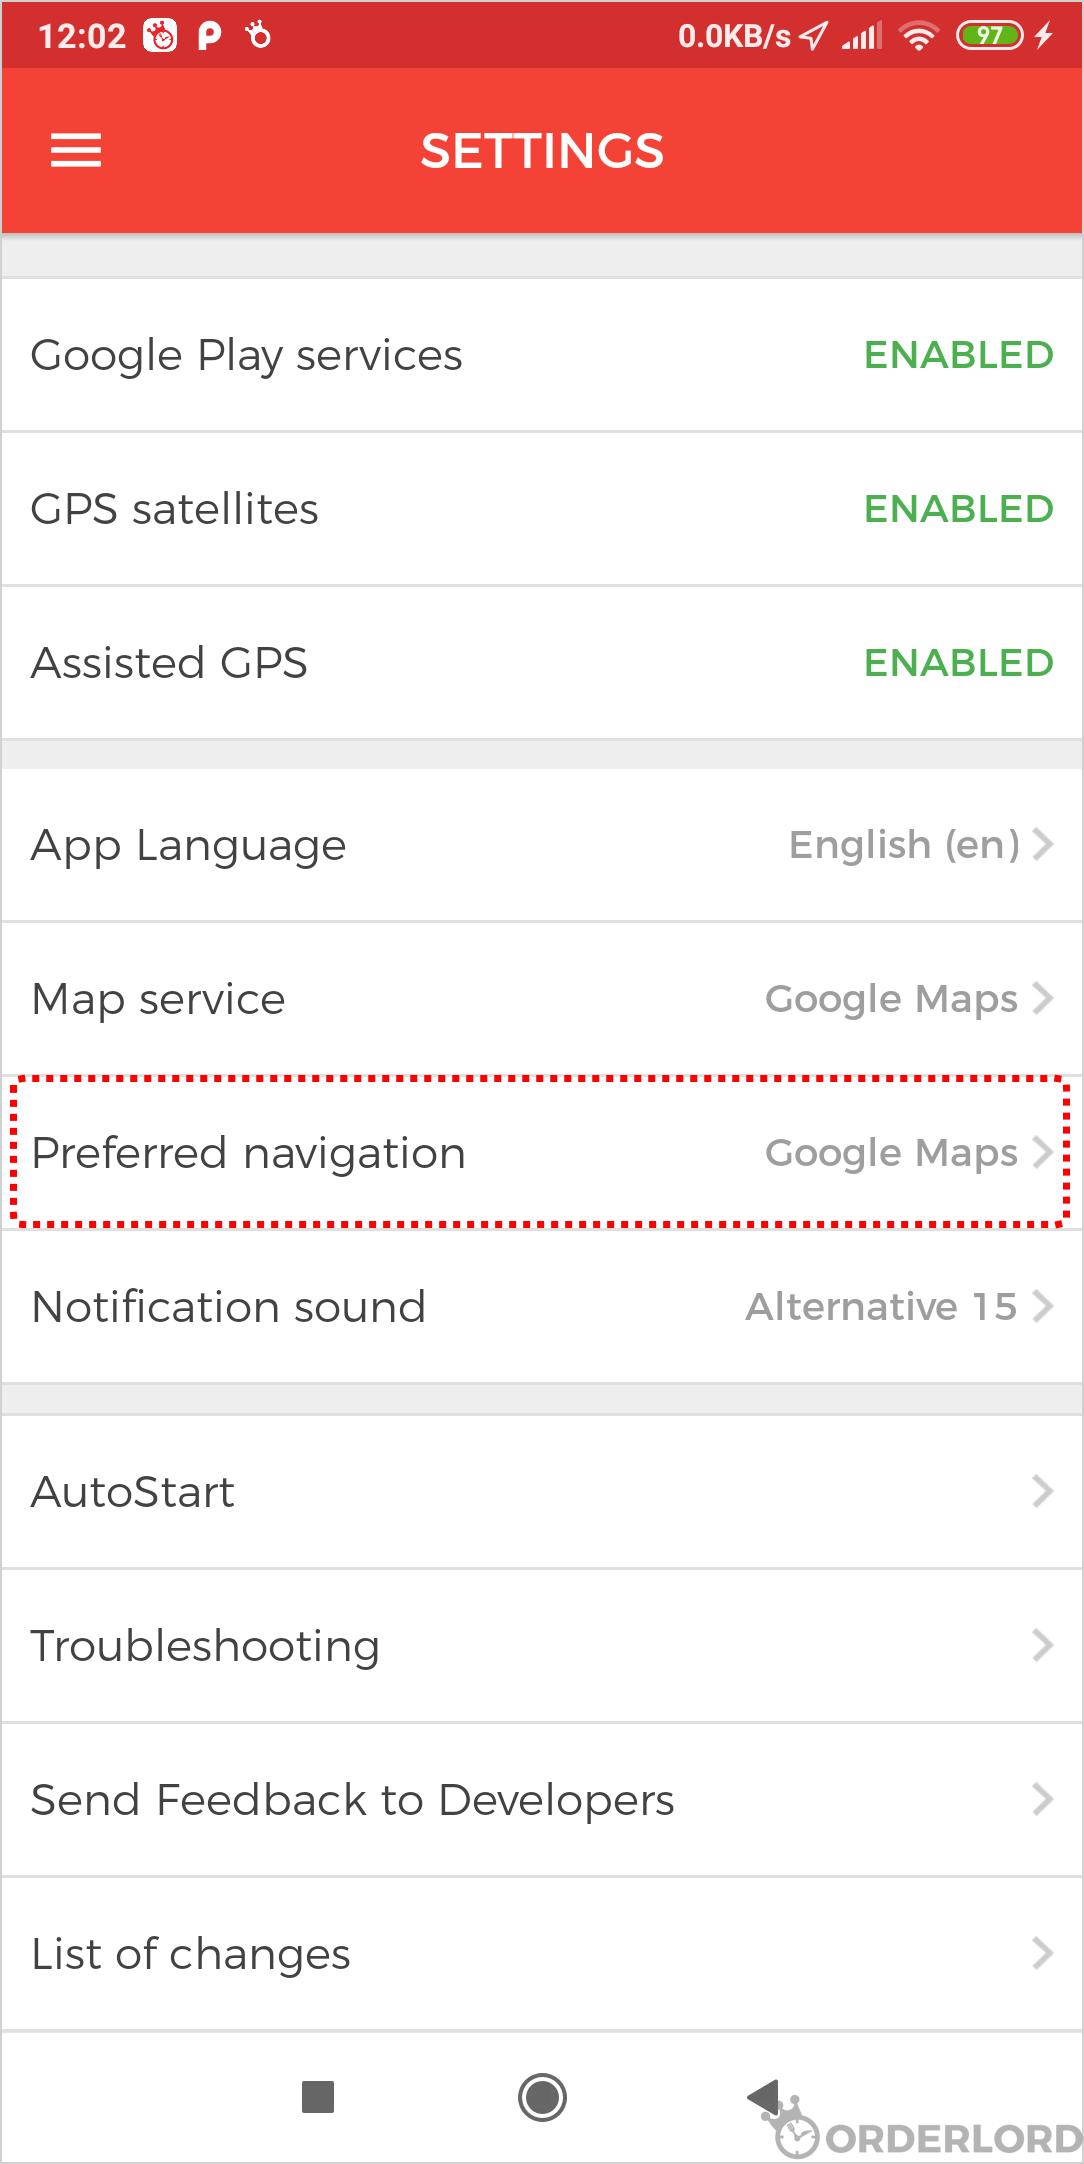 12:02 0.0KB/s 97
SETTINGS
Google Play services ENABLED
GPS satellites ENABLED
Assisted GPS ENABLED
App Language English (en)
Map service Google Maps
Preferred navigation Google Maps
Notification sound Alternative 15
AutoStart
Troubleshooting
Send Feedback to Developers
List of changes
ORDERLORD